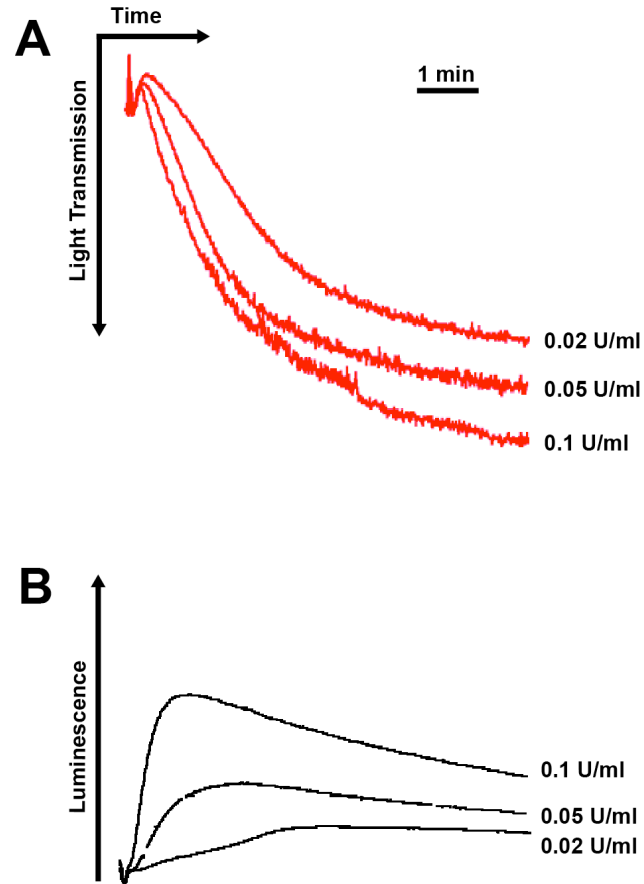 A
Time
1 min
Light Transmission
0.02 U/ml
0.05 U/ml
0.1 U/ml
B
Luminescence
0.1 U/ml
0.05 U/ml
0.02 U/ml